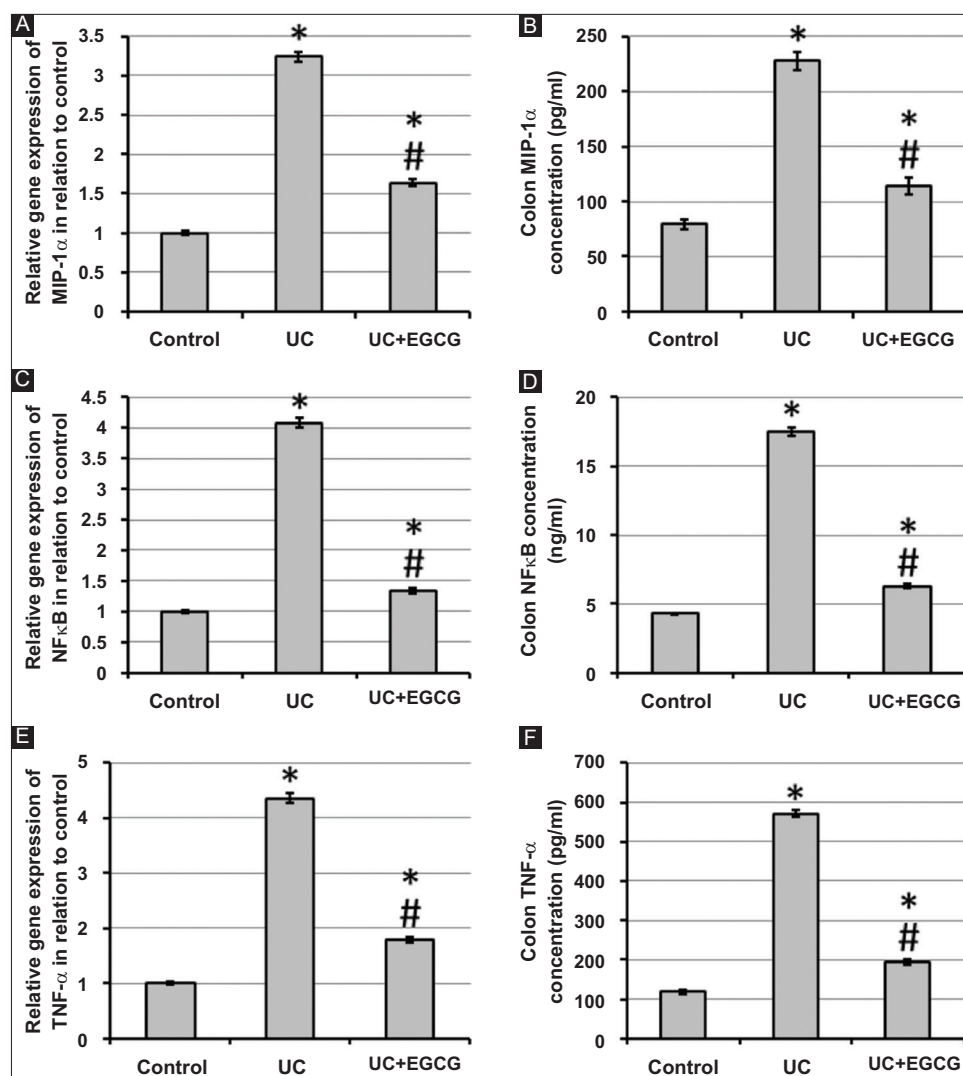 A
Relative gene expression of
MIP-1α in relation to control
3.5
3
2.5
2
1.5
1
0.5
0
*
*
#
Control UC UC+EGCG
B
Colon MIP-1α
concentration (pg/ml)
250
200
150
100
50
0
*
*
#
Control UC UC+EGCG
C
Relative gene expression of
NFκB in relation to control
4.5
4
3.5
3
2.5
2
1.5
1
0.5
0
*
*
#
Control UC UC+EGCG
D
Colon NFκB concentration
(ng/ml)
20
15
10
5
0
*
*
#
Control UC UC+EGCG
E
Relative gene expression of
TNF-α in relation to control
5
4
3
2
1
0
*
*
#
Control UC UC+EGCG
F
Colon TNF-α
concentration (pg/ml)
700
600
500
400
300
200
100
0
*
*
#
Control UC UC+EGCG